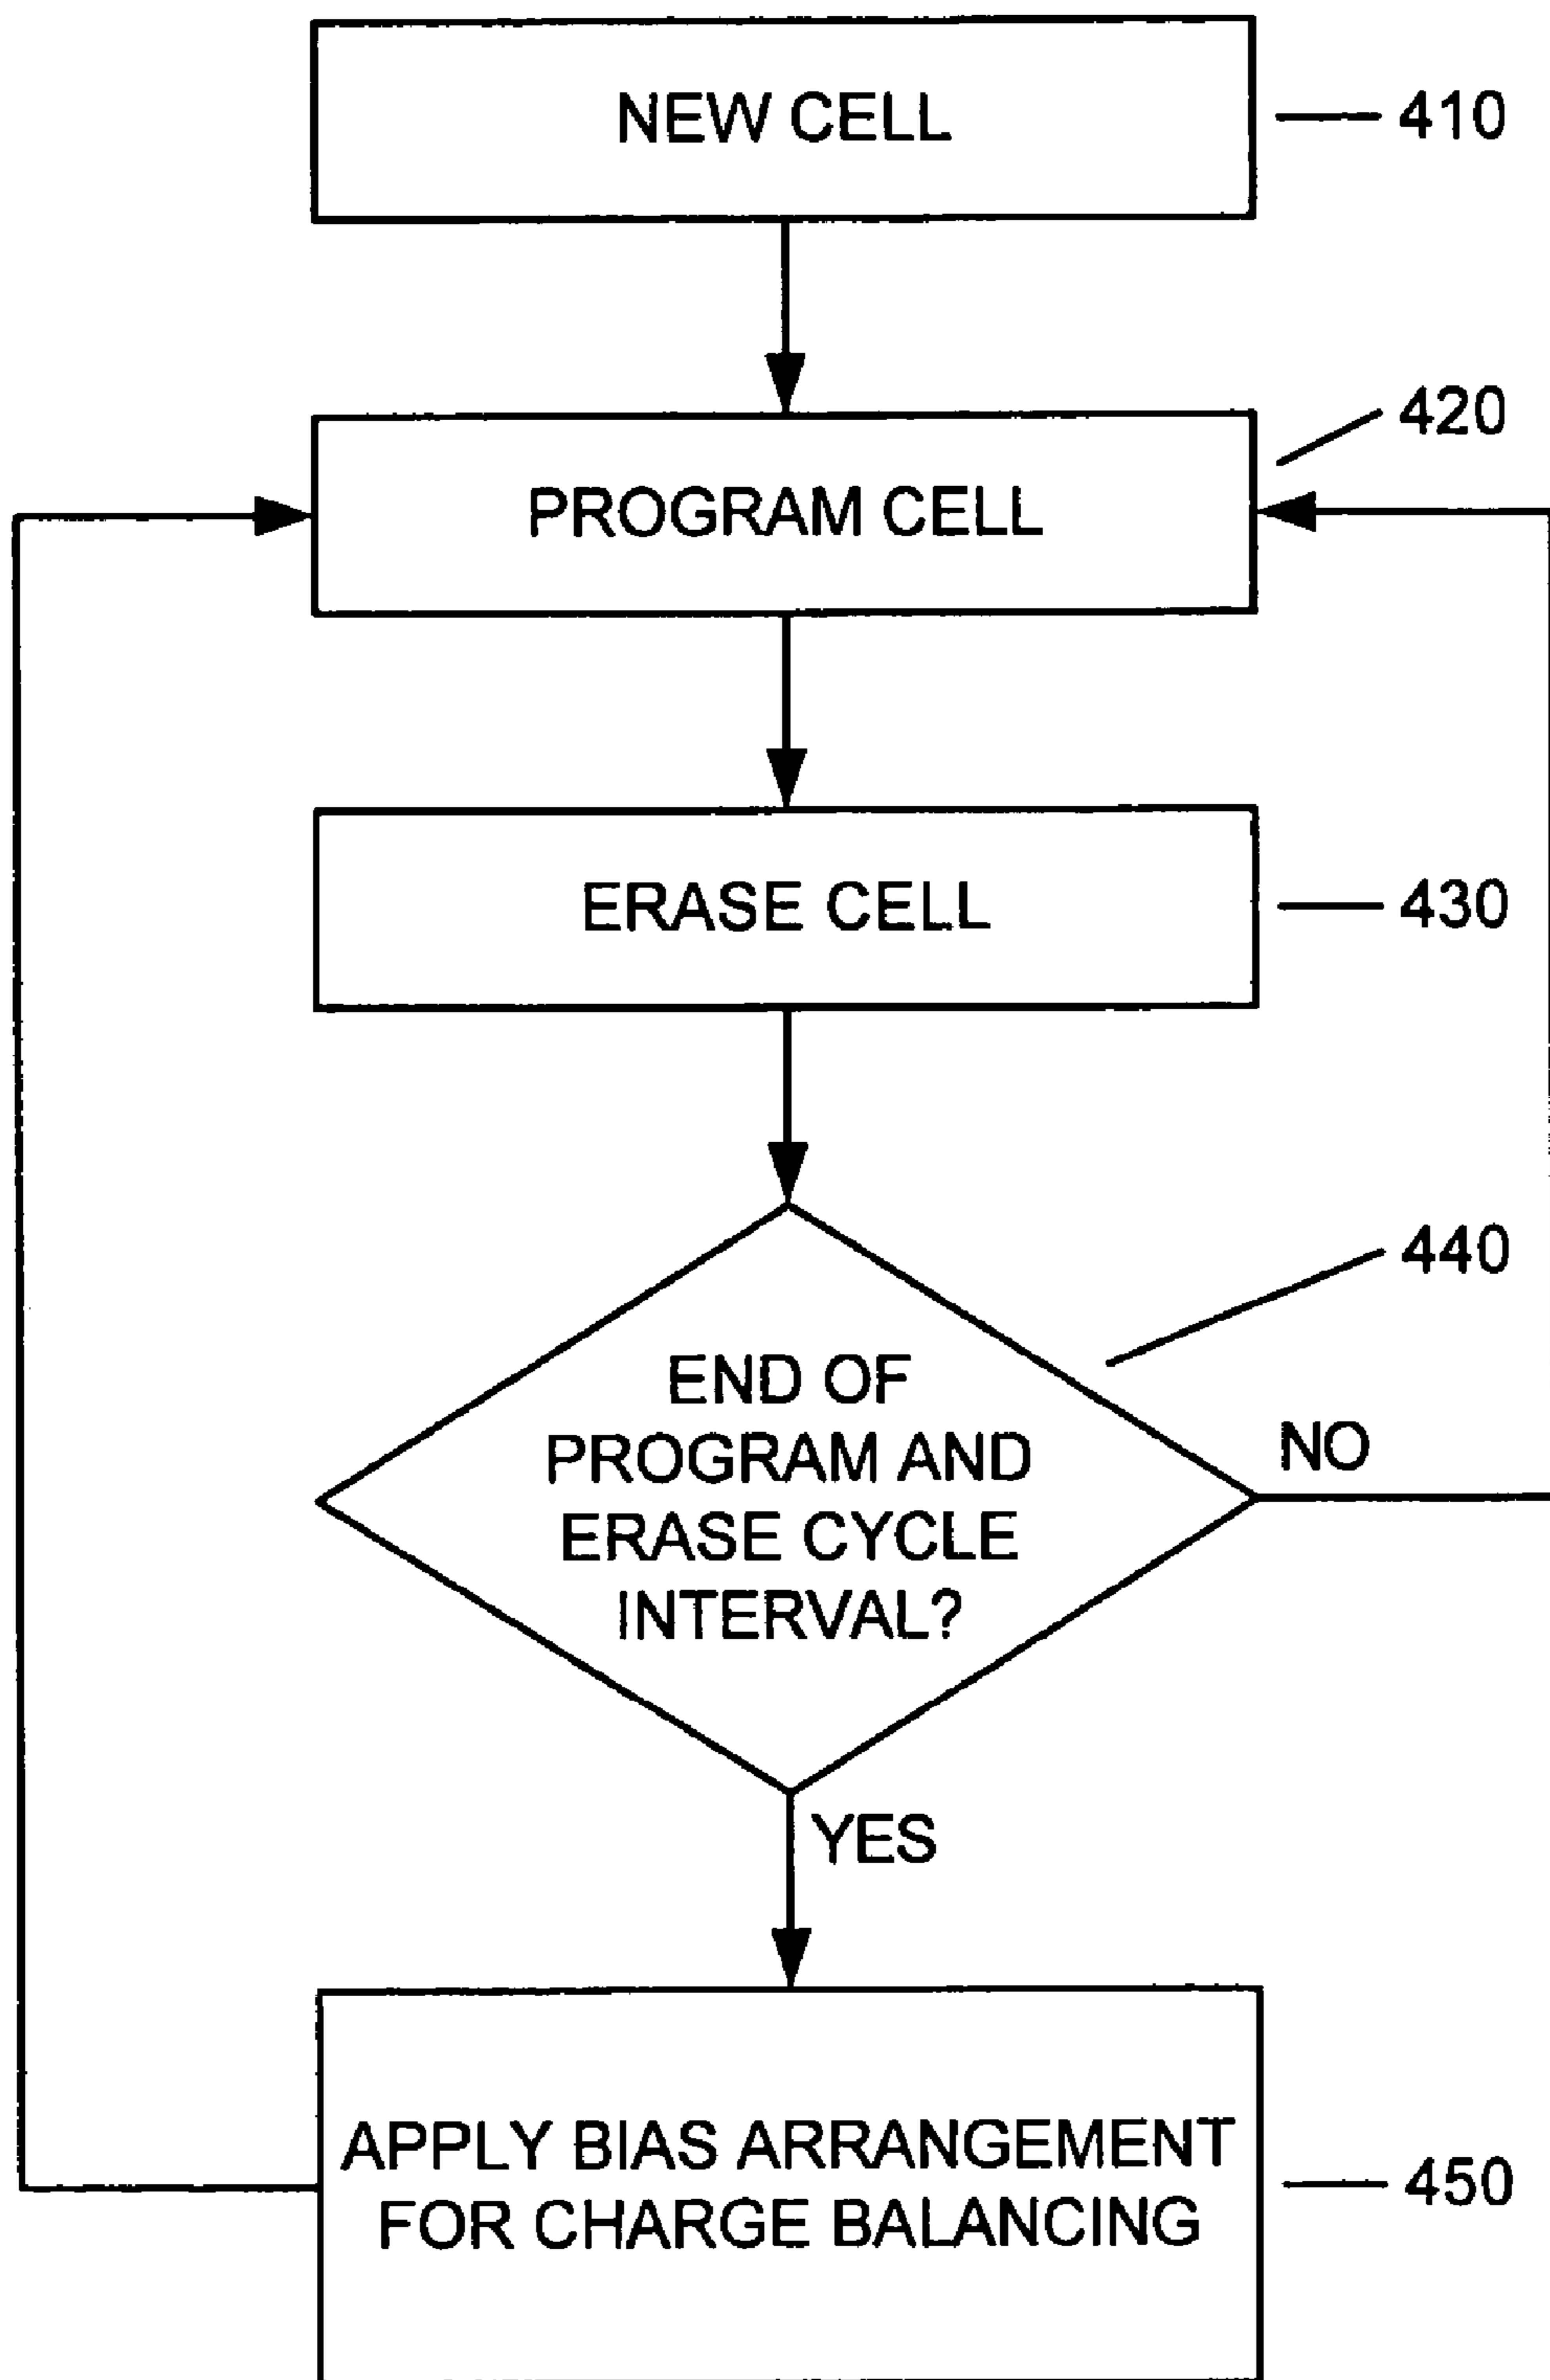 NEW CELL
410
420
PROGRAM CELL
ERASE CELL
430
440
END OF
PROGRAM AND
ERASE CYCLE
INTERVAL?
NO
YES
APPLY BIAS ARRANGEMENT
FOR CHARGE BALANCING
450